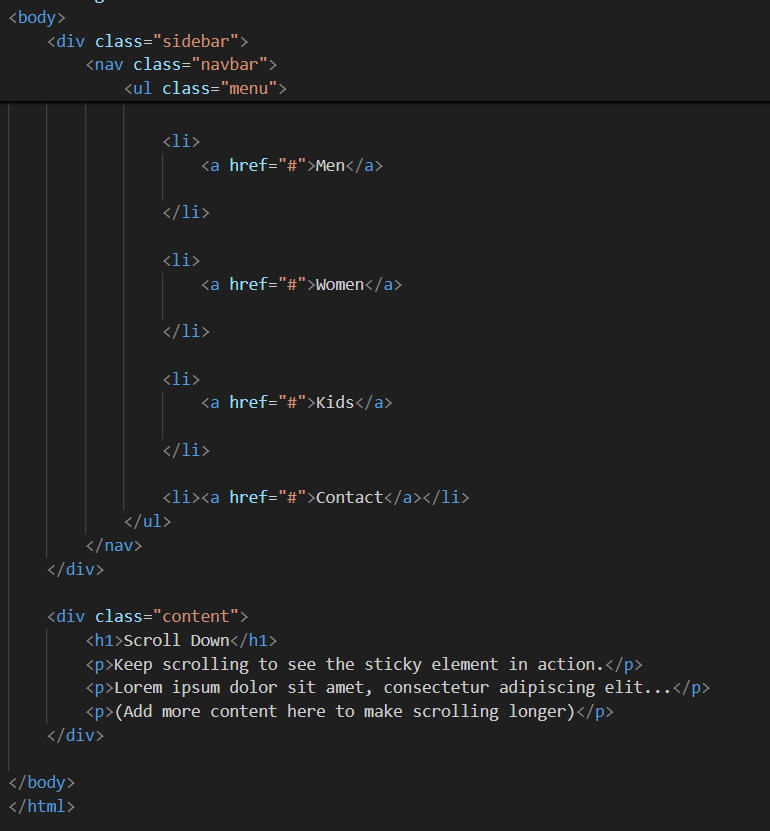 <body>
    <div class="sidebar">
        <nav class="navbar">
            <ul class="menu">
                <li>
                    <a href="#">Men</a>
                </li>
                <li>
                    <a href="#">Women</a>
                </li>
                <li>
                    <a href="#">Kids</a>
                </li>
                <li><a href="#">Contact</a></li>
            </ul>
        </nav>
    </div>
    <div class="content">
        <h1>Scroll Down</h1>
        <p>Keep scrolling to see the sticky element in action.</p>
        <p>Lorem ipsum dolor sit amet, consectetur adipiscing elit...</p>
        <p>(Add more content here to make scrolling longer)</p>
    </div>
</body>
</html>